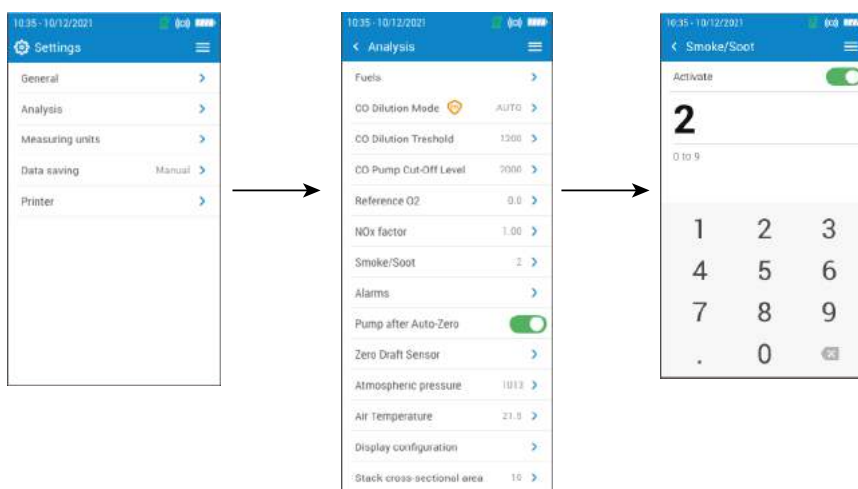 10:35 - 10/12/2021
Settings
General
Analysis
Measuring units
Data saving Manual
Printer
10:35 - 10/12/2021
Analysis
Fuels
CO Dilution Mode AUTO
CO Dilution Treshold 1300
CO Pump Cut-Off Level 2000
Reference O2 0.0
NOx factor 1.00
Smoke/Soot 2
Alarms
Pump after Auto-Zero
Zero Draft Sensor
Atmospheric pressure 1013
Air Temperature 21.5
Display configuration
Stack cross-sectional area 10
10:35 - 10/12/2021
Smoke/Soot
Activate
2
0 to 9
1 2 3
4 5 6
7 8 9
. 0